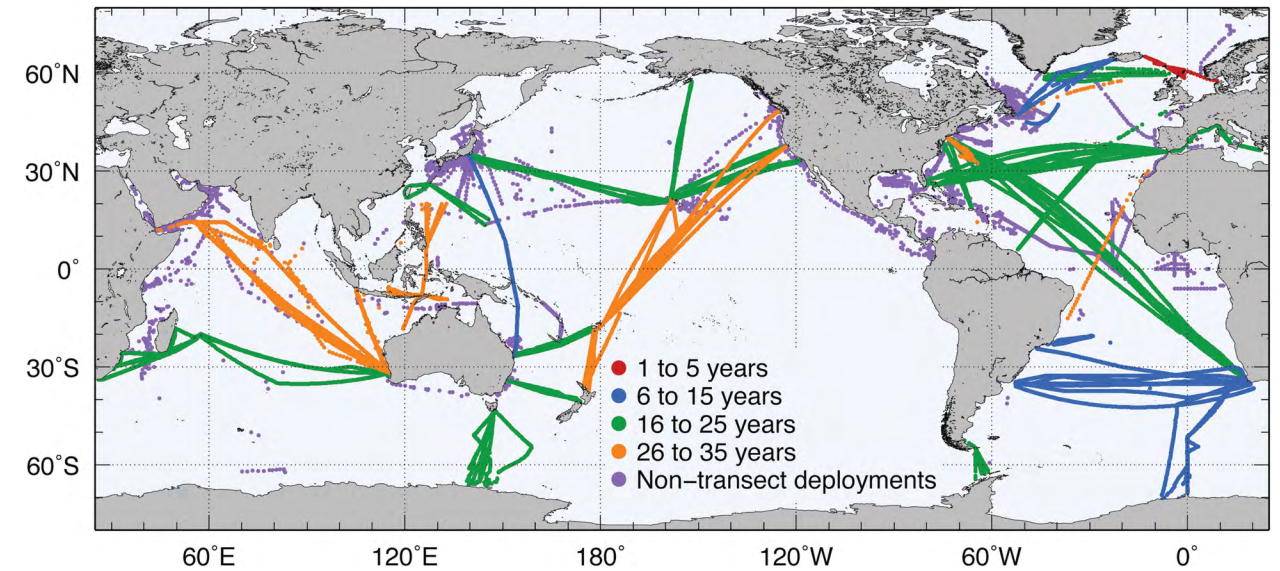 60˚N
30˚N
0˚
30˚S
60˚S
1 to 5 years
6 to 15 years
16 to 25 years
26 to 35 years
Non−transect deployments
60˚E
120˚E
180˚
120˚W
60˚W
0˚